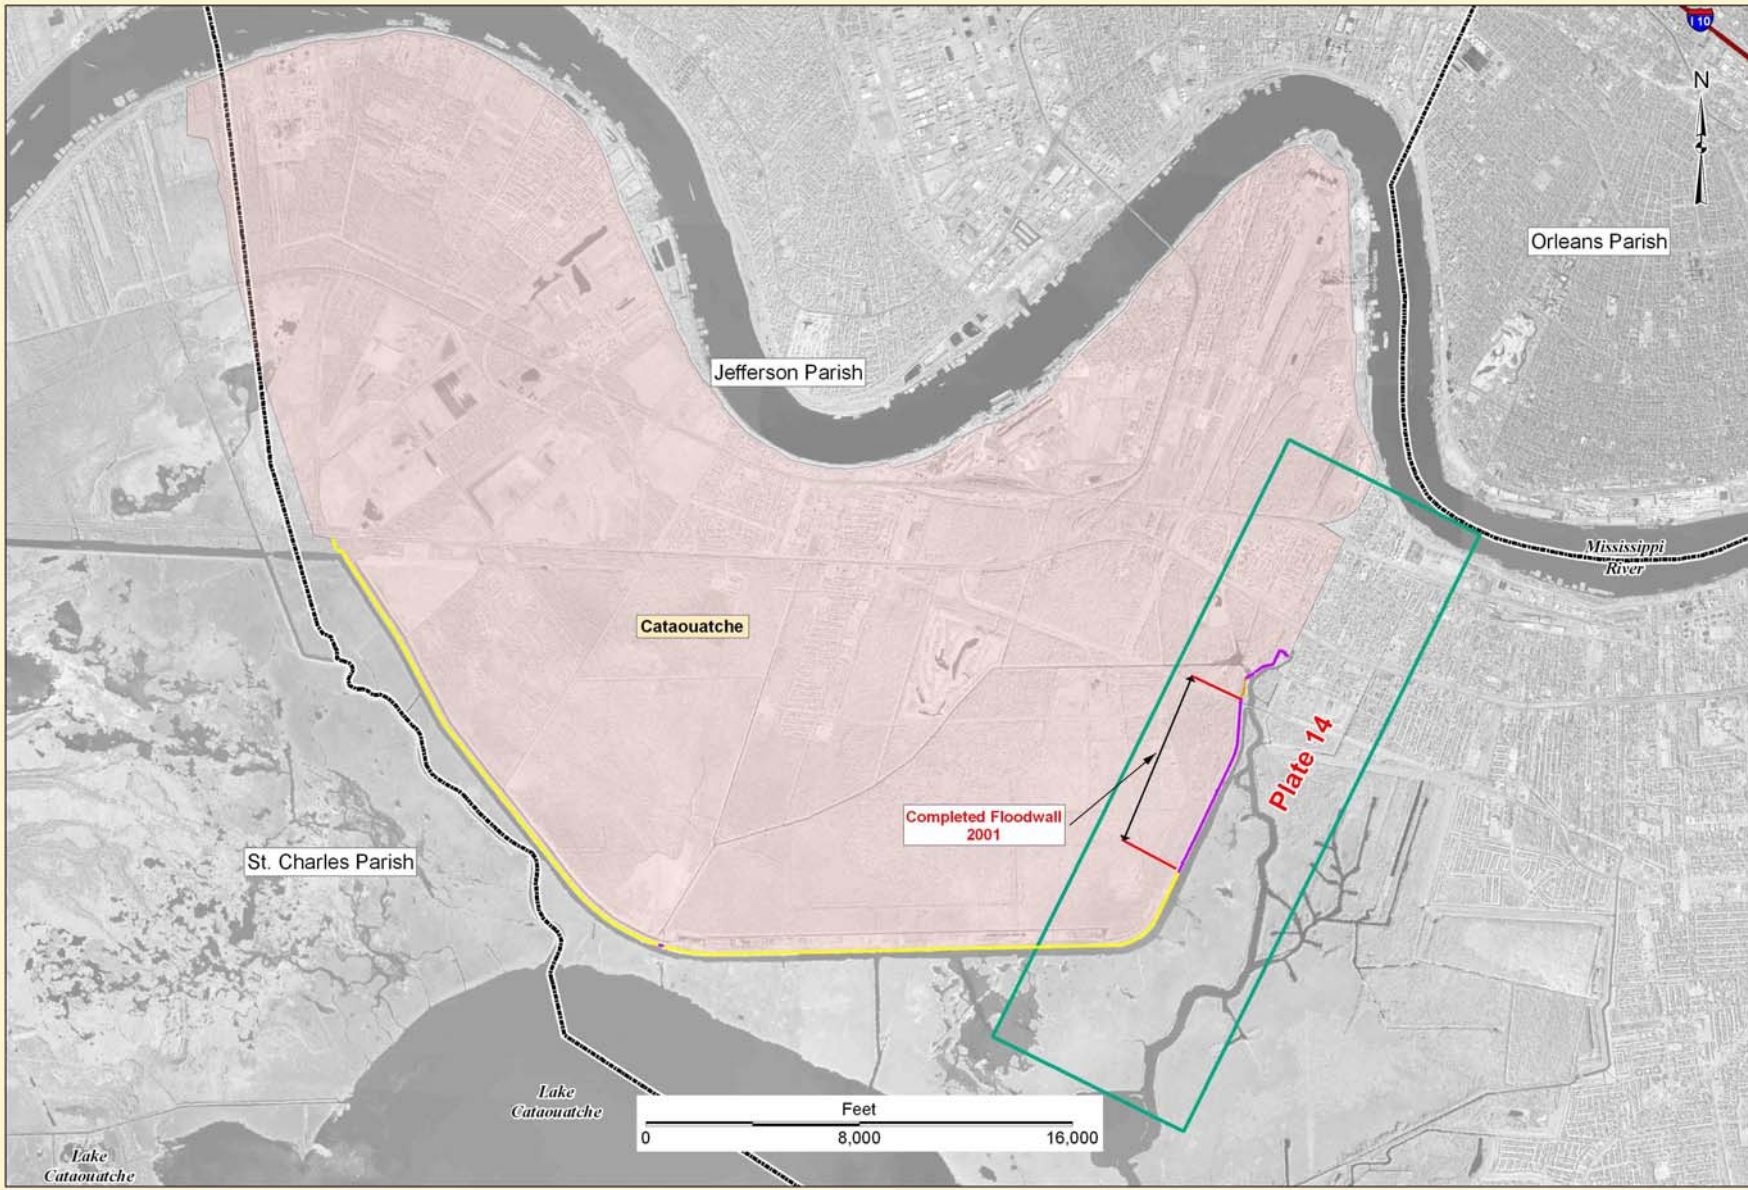 I 10
N
Orleans Parish
Jefferson Parish
Mississippi
River
Cataouatche
Plate 14
Completed Floodwall
2001
St. Charles Parish
Lake
Cataouatche
Feet
0 8,000 16,000
Lake
Cataouatche